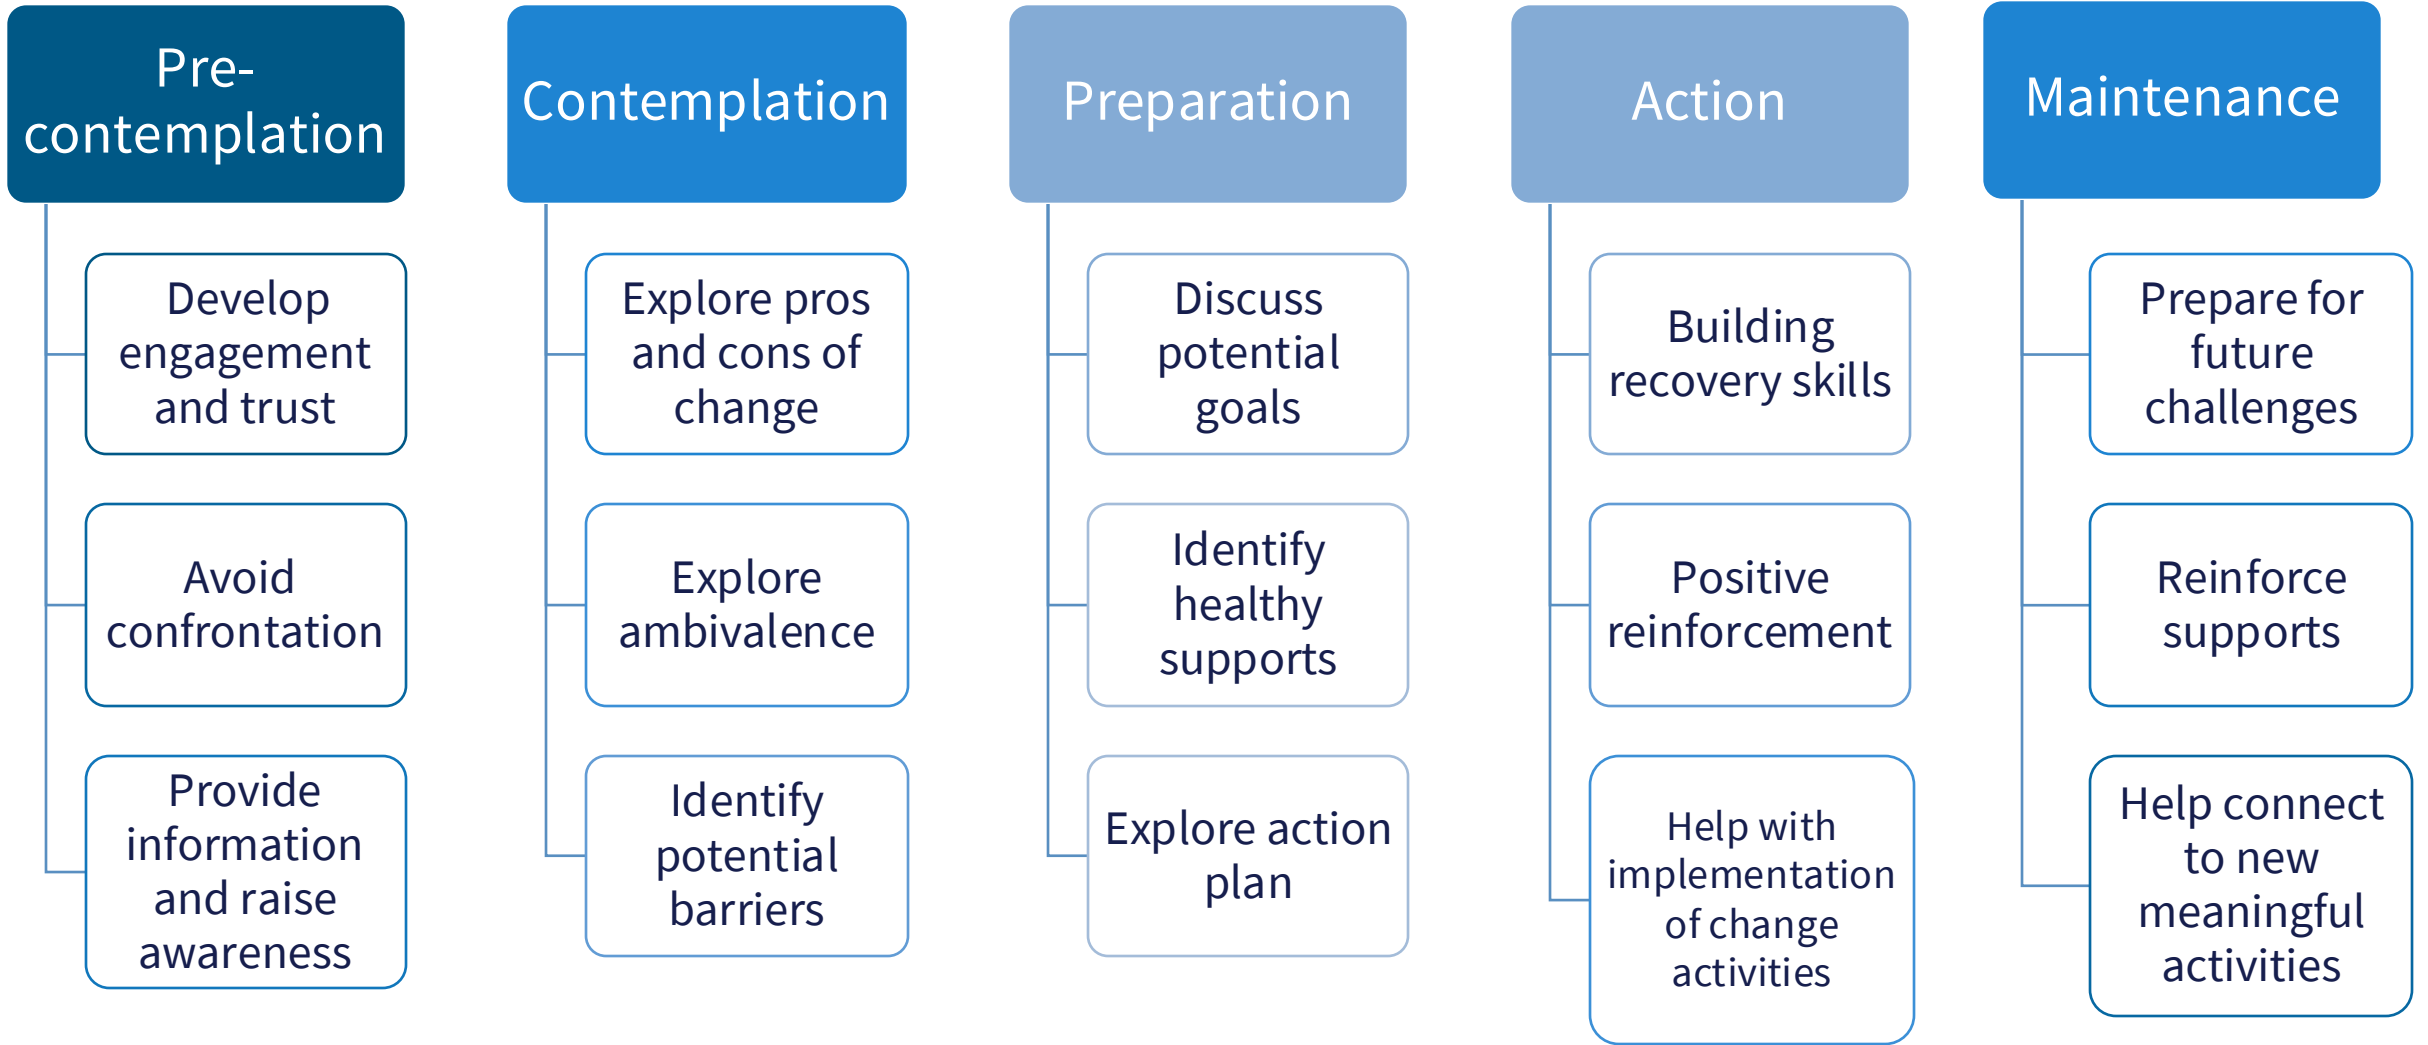 Pre-
contemplation
Develop
engagement
and trust
Avoid
confrontation
Provide
information
and raise
awareness
Contemplation
Explore pros
and cons of
change
Explore
ambivalence
Identify
potential
barriers
Preparation
Discuss
potential
goals
Identify
healthy
supports
Explore action
plan
Action
Building
recovery skills
Positive
reinforcement
Help with
implementation
of change
activities
Maintenance
Prepare for
future
challenges
Reinforce
supports
Help connect
to new
meaningful
activities